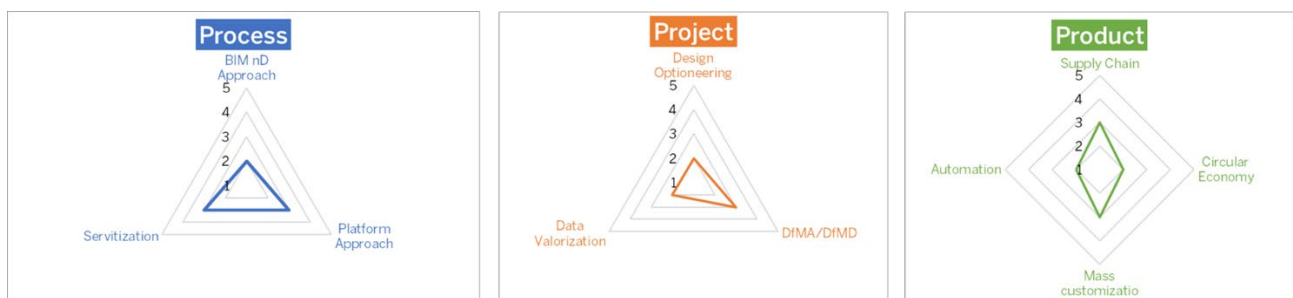 Process
BIM nD
Approach
5
4
3
2
1
Servitization
Platform
Approach
Project
Design
Optioneering
5
4
3
2
1
Data
Valorization
DfMA/DfMD
Product
Supply Chain
5
4
3
2
1
Automation
Circular
Economy
Mass
customizatio